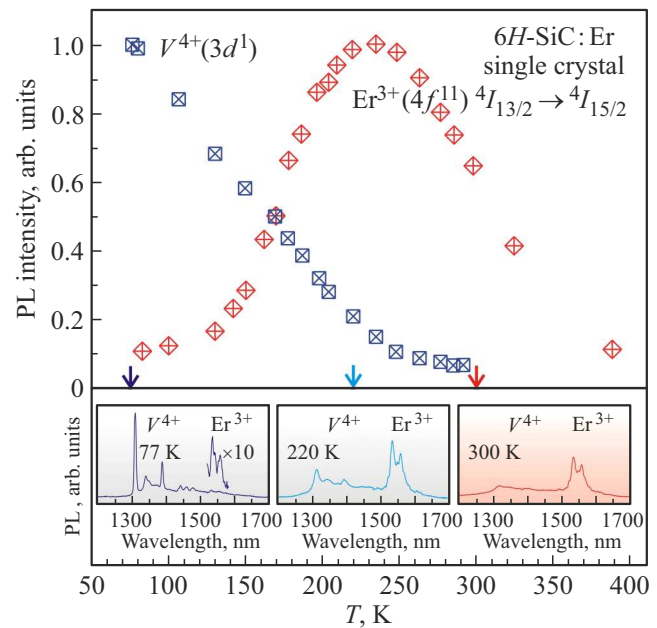 1.0
0.8
0.6
0.4
0.2
0
PL intensity, arb. units
V⁴⁺(3d¹)
6H-SiC: Er
single crystal
Er³⁺(4f¹¹) ⁴I₁₃/₂ → ⁴I₁₅/₂
PL , arb. units
V⁴⁺ Er³⁺
77 K ×10
1300 1500 1700
Wavelength, nm
V⁴⁺ Er³⁺
220 K
1300 1500 1700
Wavelength, nm
V⁴⁺ Er³⁺
300 K
1300 1500 1700
Wavelength, nm
50 100 150 200 250 300 350 400
T, K